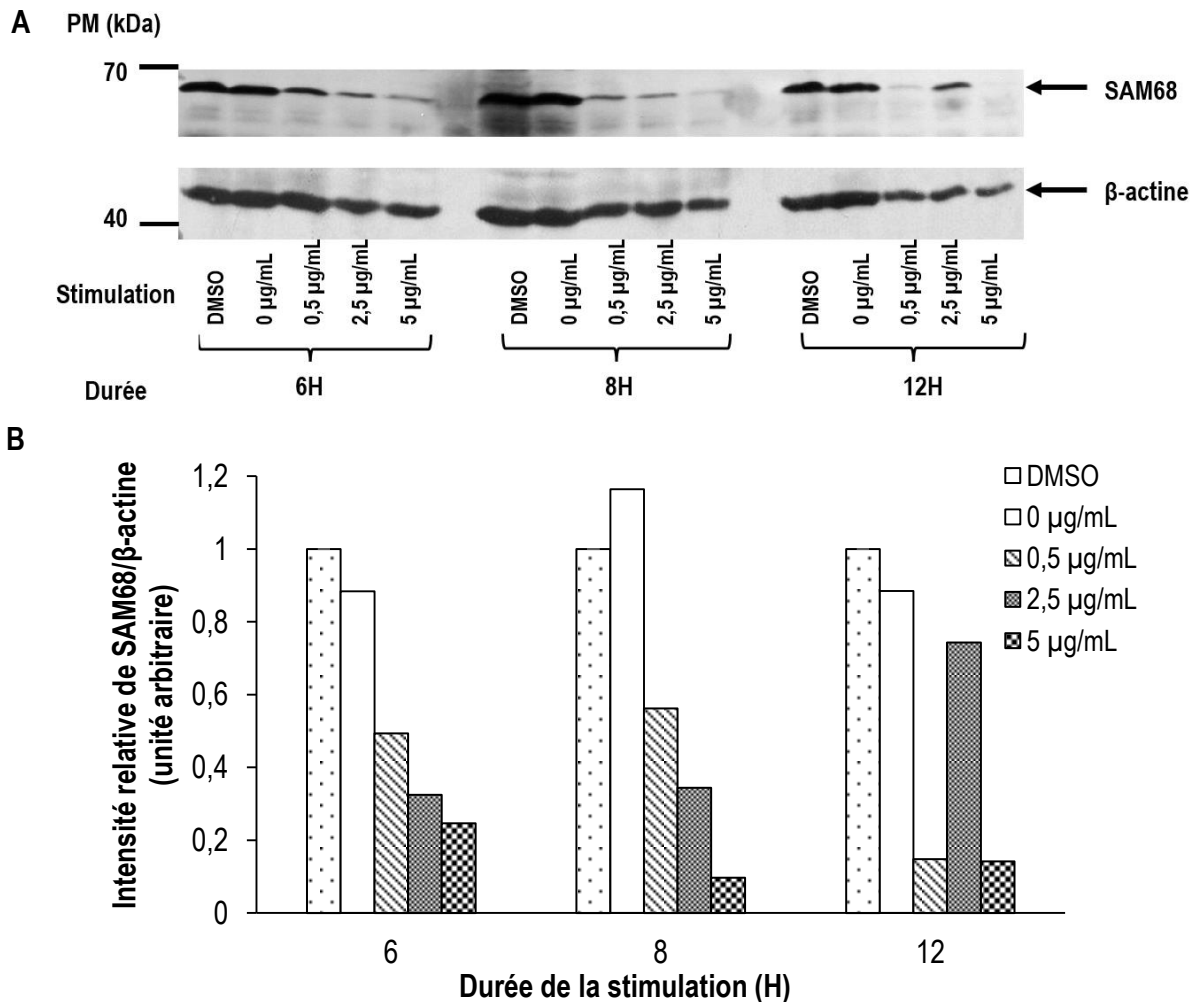 A PM (kDa)
70
SAM68
β-actine
40
Stimulation
DMSO
0 µg/mL
0,5 µg/mL
2,5 µg/mL
5 µg/mL
DMSO
0 µg/mL
0,5 µg/mL
2,5 µg/mL
5 µg/mL
DMSO
0 µg/mL
0,5 µg/mL
2,5 µg/mL
5 µg/mL
Durée 6H 8H 12H
B
Intensité relative de SAM68/β-actine
(unité arbitraire)
1,2
1
0,8
0,6
0,4
0,2
0
DMSO
0 µg/mL
0,5 µg/mL
2,5 µg/mL
5 µg/mL
6 8 12
Durée de la stimulation (H)